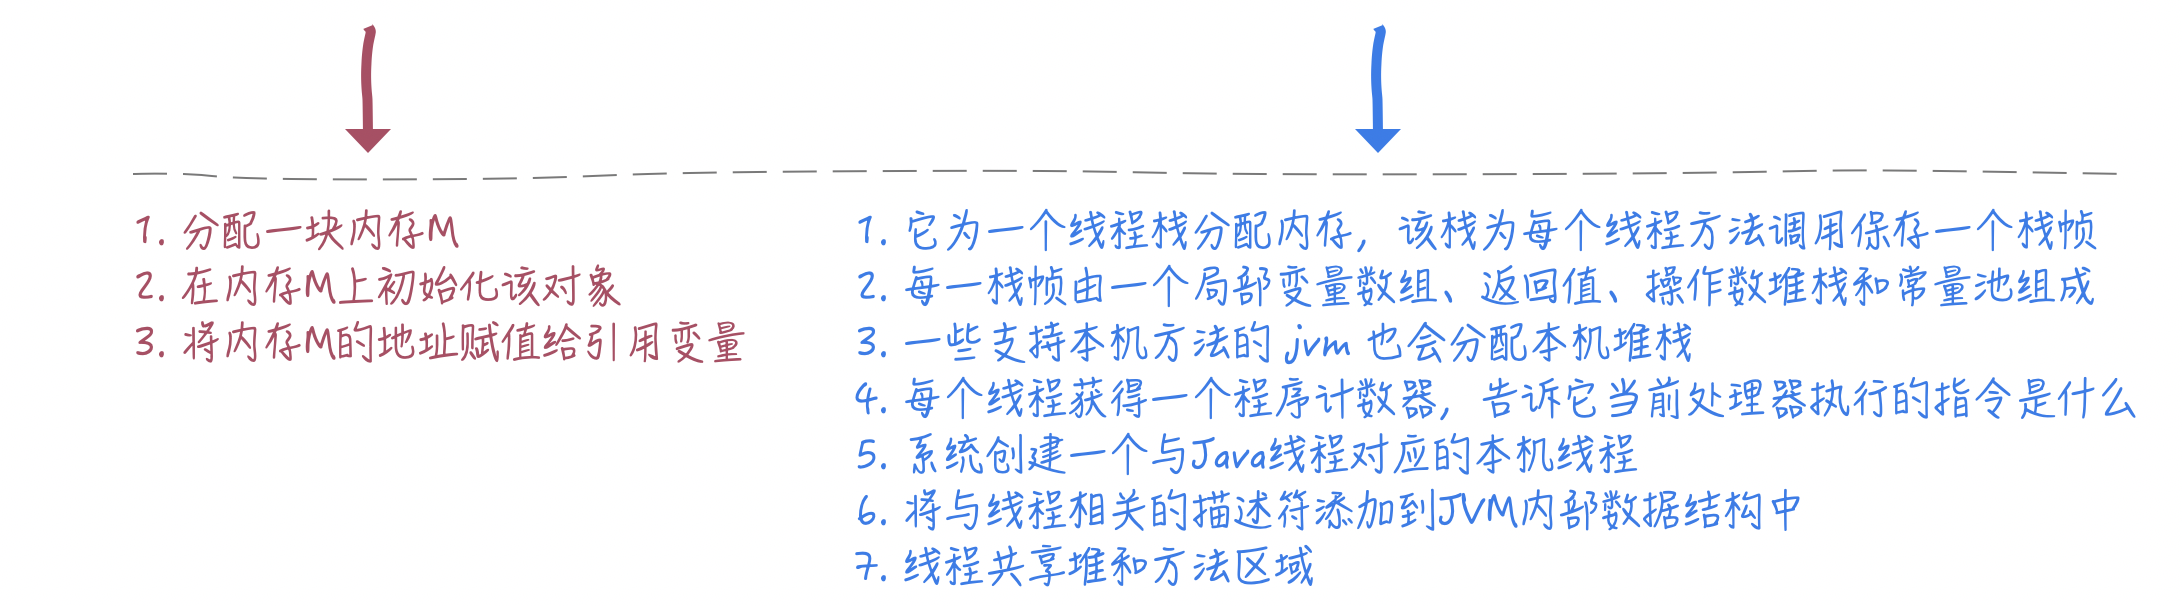 1. 分配一块内存M
2. 在内存M上初始化该对象
3. 将内存M的地址赋值给引用变量
1. 它为一个线程栈分配内存，该栈为每个线程方法调用保存一个栈帧
2. 每一栈帧由一个局部变量数组、返回值、操作数堆栈和常量池组成
3. 一些支持本机方法的 jvm 也会分配本机堆栈
4. 每个线程获得一个程序计数器，告诉它当前处理器执行的指令是什么
5. 系统创建一个与Java线程对应的本机线程
6. 将与线程相关的描述符添加到JVM内部数据结构中
7. 线程共享堆和方法区域